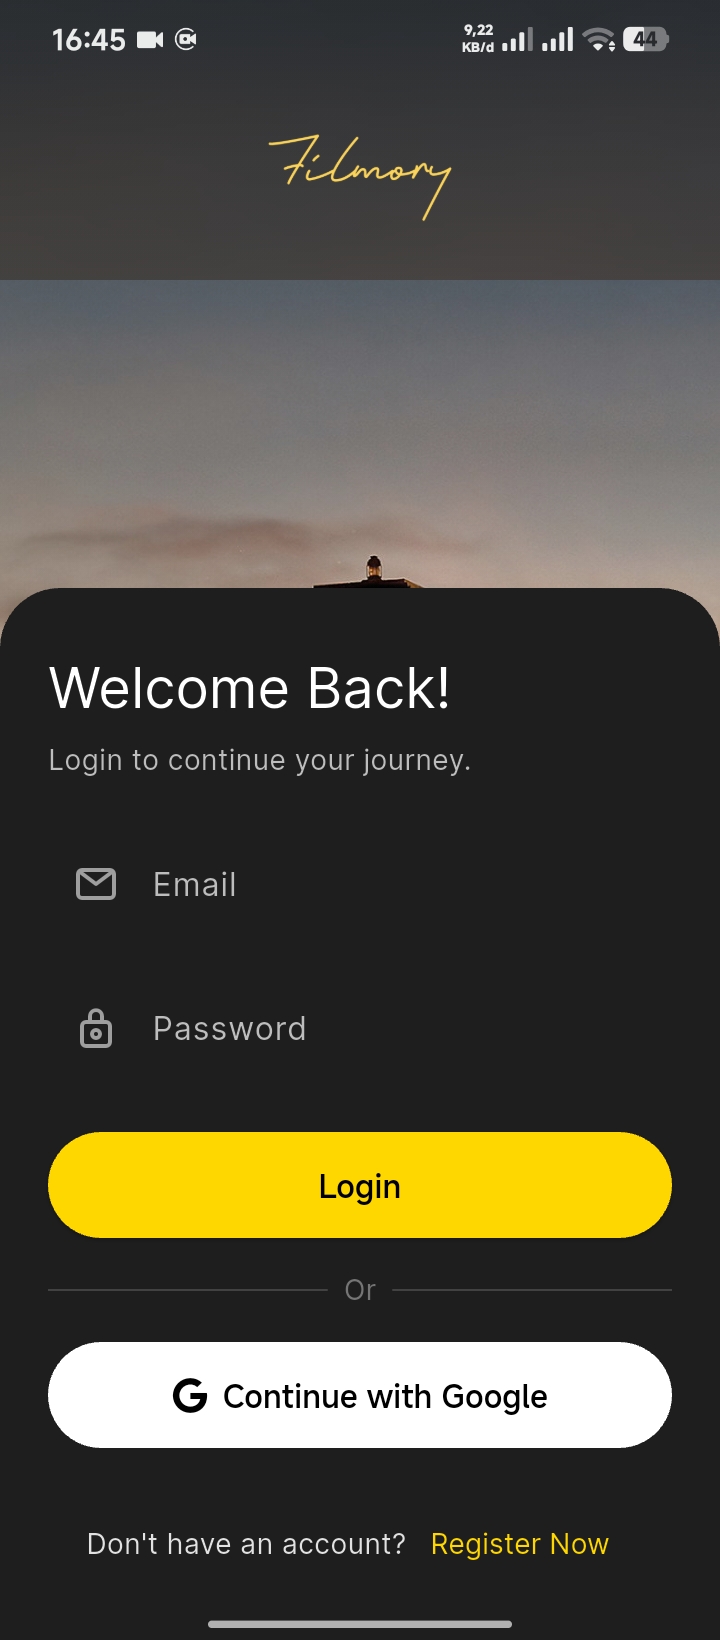 16:45
9,22
KB/d
44
Filmory
Welcome Back!
Login to continue your journey.
Email
Password
Login
Or
Continue with Google
Don't have an account? Register Now